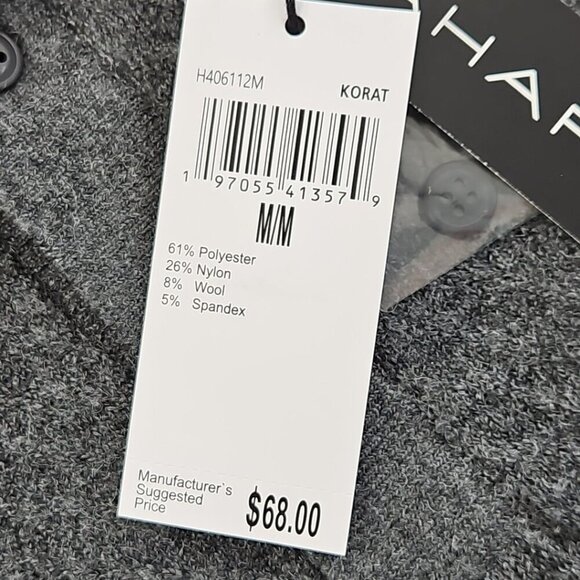 H406112M
KORAT
1 97055 41357 9
M/M
61% Polyester
26% Nylon
8% Wool
5% Spandex
Manufacturer`s
Suggested
Price
$68.00